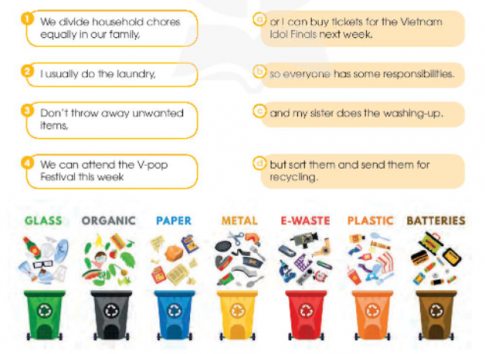 1 We divide household chores
equally in our family,
a or I can buy tickets for the Vietnam
Idol Finals next week.
2 I usually do the laundry,
b so everyone has some responsibilities.
3 Don't throw away unwanted
items,
c and my sister does the washing-up.
4 We can attend the V-pop
Festival this week
d but sort them and send them for
recycling.
GLASS ORGANIC PAPER METAL E-WASTE PLASTIC BATTERIES